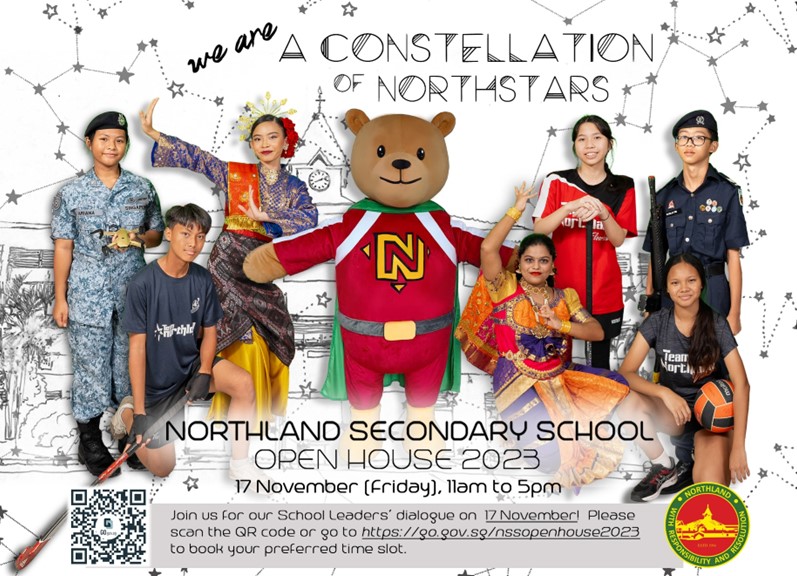 we are A CONSTELLATION
OF NORTHSTARS
N
Team
Northla
NORTHLAND SECONDARY SCHOOL
OPEN HOUSE 2023
17 November (Friday), 11am to 5pm
Join us for our School Leaders' dialogue on 17 November! Please
scan the QR code or go to https://go.gov.sg/nssopenhouse2023
to book your preferred time slot.
NORTHLAND
WITH RESPONSIBILITY AND RESOLUTION